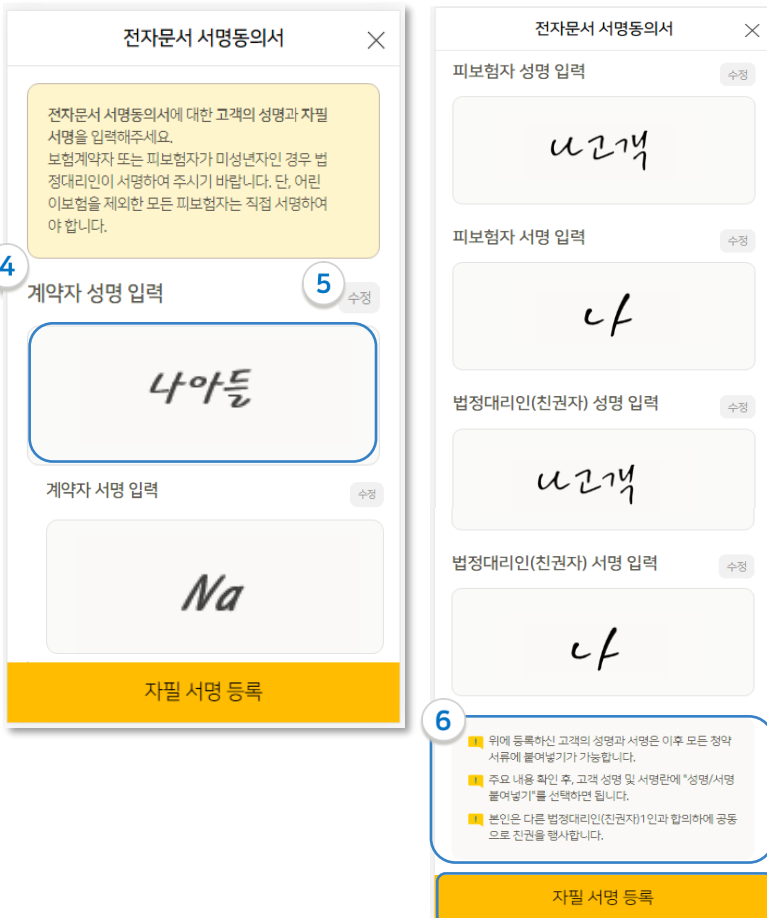 전자문서 서명동의서
전자문서 서명동의서에 대한 고객의 성명과 자필
서명을 입력해주세요.
보험계약자 또는 피보험자가 미성년자인 경우 법
정대리인이 서명하여 주시기 바랍니다. 단, 어린
이보험을 제외한 모든 피보험자는 직접 서명하여
야 합니다.
4
계약자 성명 입력
5
수정
나아들
계약자 서명 입력
수정
Na
자필 서명 등록
전자문서 서명동의서
피보험자 성명 입력
수정
나고객
피보험자 서명 입력
수정
나
법정대리인(친권자) 성명 입력
수정
나고객
법정대리인(친권자) 서명 입력
수정
나
6
위에 등록하신 고객의 성명과 서명은 이후 모든 청약
서류에 붙여넣기가 가능합니다.
주요 내용 확인 후, 고객 성명 및 서명란에 "성명/서명
붙여넣기"를 선택하면 됩니다.
본인은 다른 법정대리인(친권자)1인과 합의하에 공동
으로 친권을 행사합니다.
자필 서명 등록